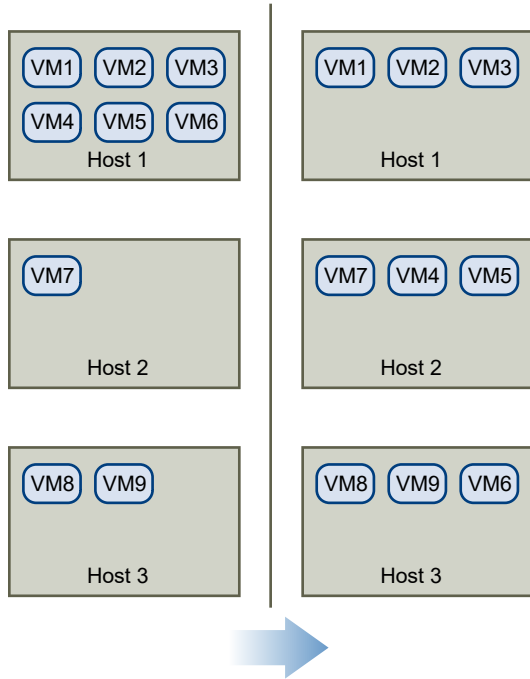 VM1 VM2 VM3
VM4 VM5 VM6
Host 1
VM7
Host 2
VM8 VM9
Host 3
VM1 VM2 VM3
Host 1
VM7 VM4 VM5
Host 2
VM8 VM9 VM6
Host 3